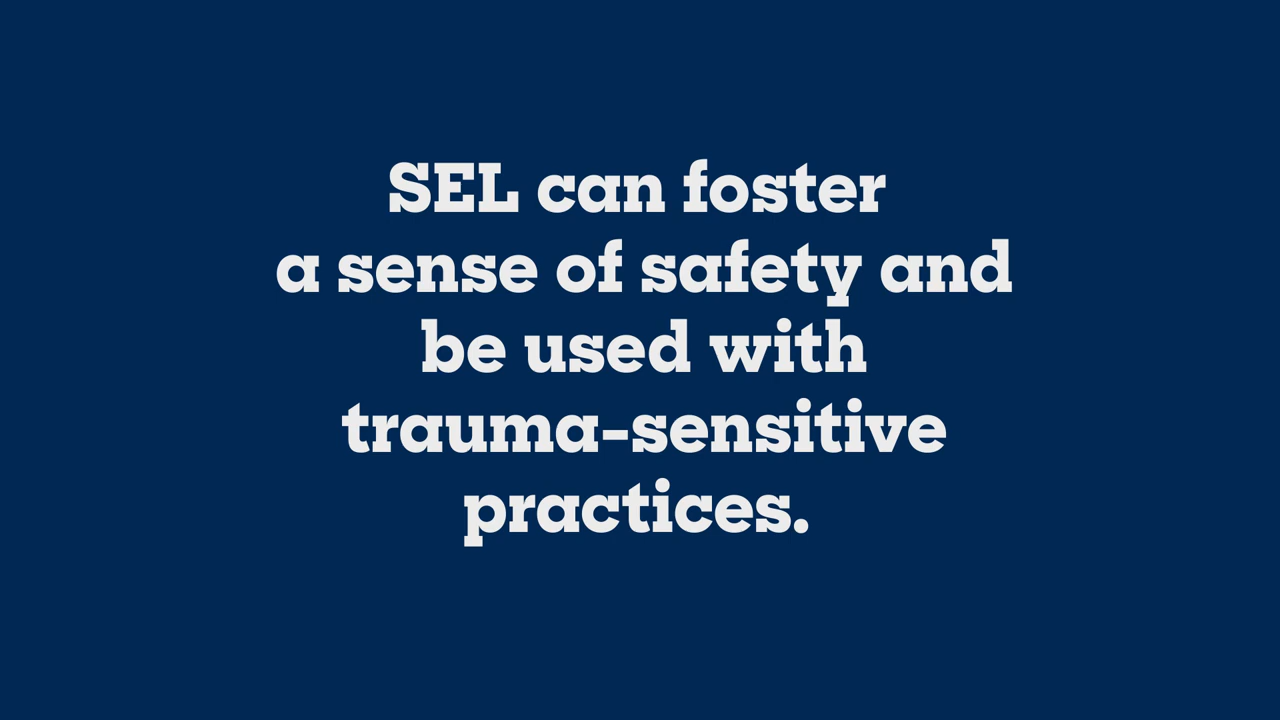 SEL can foster
a sense of safety and
be used with
trauma-sensitive
practices.